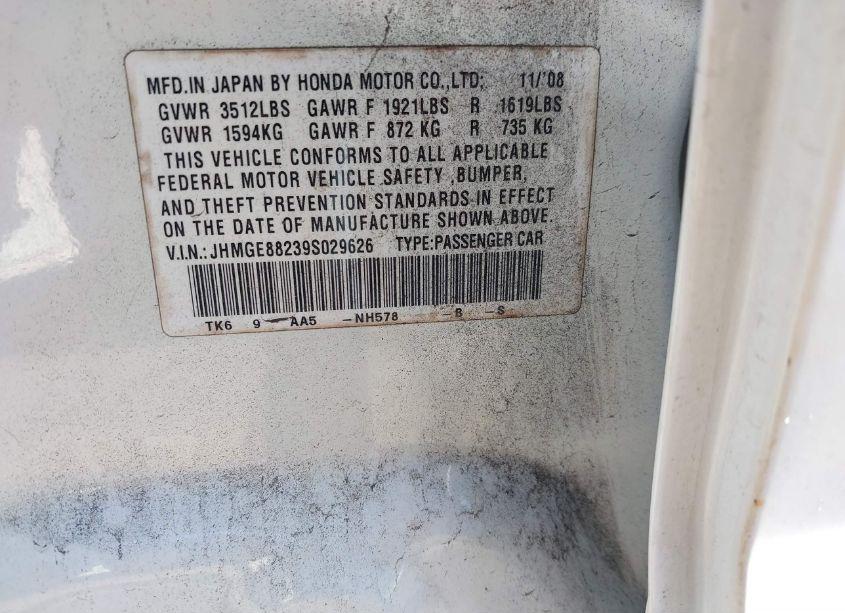 MFD.IN JAPAN BY HONDA MOTOR CO.,LTD; 11/'08
GVWR 3512LBS GAWR F 1921LBS R 1619LBS
GVWR 1594KG GAWR F 872 KG R 735 KG
THIS VEHICLE CONFORMS TO ALL APPLICABLE
FEDERAL MOTOR VEHICLE SAFETY ,BUMPER,
AND THEFT PREVENTION STANDARDS IN EFFECT
ON THE DATE OF MANUFACTURE SHOWN ABOVE.
V.I.N.:JHMGE88239S029626 TYPE:PASSENGER CAR
TK6 9 — AA5 –NH578 –B –S